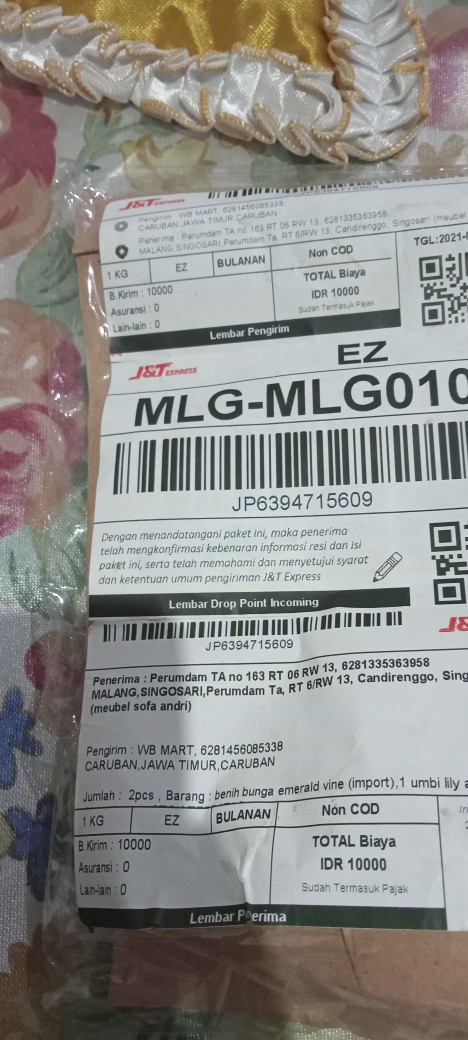 J&T EXPRESS
Pengirim : WB MART, 6281456085338
CARUBAN,JAWA TIMUR,CARUBAN
Penerima : Perumdam TA no 163 RT 06 RW 13, 6281335363958
MALANG,SINGOSARI,Perumdam Ta, RT 6/RW 13, Candirenggo, Singosari (meubel
1 KG EZ BULANAN Non COD
TGL:2021-0
B.Kirim : 10000
Asuransi : 0
Lain-lain : 0
TOTAL Biaya
IDR 10000
Sudah Termasuk Pajak
Lembar Pengirim
J&T EXPRESS
EZ
MLG-MLG010
JP6394715609
Dengan menandatangani paket ini, maka penerima
telah mengkonfirmasi kebenaran informasi resi dan isi
paket ini, serta telah memahami dan menyetujui syarat
dan ketentuan umum pengiriman J&T Express
Lembar Drop Point Incoming
JP6394715609
J&
Penerima : Perumdam TA no 163 RT 06 RW 13, 6281335363958
MALANG,SINGOSARI,Perumdam Ta, RT 6/RW 13, Candirenggo, Sing
(meubel sofa andri)
Pengirim : WB MART, 6281456085338
CARUBAN,JAWA TIMUR,CARUBAN
Jumlah : 2pcs , Barang : benih bunga emerald vine (import),1 umbi lily a
1 KG EZ BULANAN Non COD
B.Kirim : 10000
Asuransi : 0
Lain-lain : 0
TOTAL Biaya
IDR 10000
Sudah Termasuk Pajak
Lembar Penerima